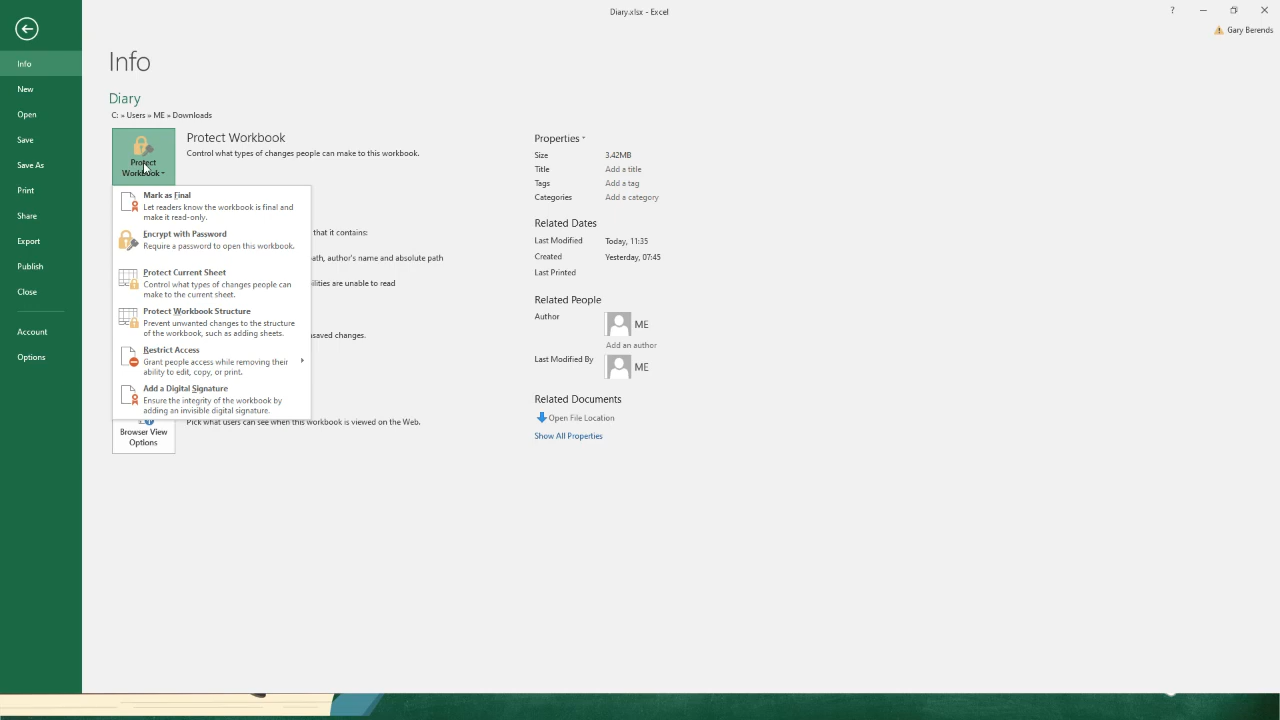 Diary.xlsx - Excel
?
Gary Berends
Info
New
Open
Save
Save As
Print
Share
Export
Publish
Close
Account
Options
Info
Diary
C: » Users » ME » Downloads
Protect
Workbook
Protect Workbook
Control what types of changes people can make to this workbook.
Mark as Final
Let readers know the workbook is final and
make it read-only.
Encrypt with Password
Require a password to open this workbook.
Protect Current Sheet
Control what types of changes people can
make to the current sheet.
Protect Workbook Structure
Prevent unwanted changes to the structure
of the workbook, such as adding sheets.
Restrict Access
Grant people access while removing their
ability to edit, copy, or print.
Add a Digital Signature
Ensure the integrity of the workbook by
adding an invisible digital signature.
that it contains:
ath, author's name and absolute path
bilities are unable to read
nsaved changes.
Browser View
Options
Pick what users can see when this workbook is viewed on the Web.
Properties
Size 3.42MB
Title Add a title
Tags Add a tag
Categories Add a category
Related Dates
Last Modified Today, 11:35
Created Yesterday, 07:45
Last Printed
Related People
Author ME
Add an author
Last Modified By ME
Related Documents
Open File Location
Show All Properties